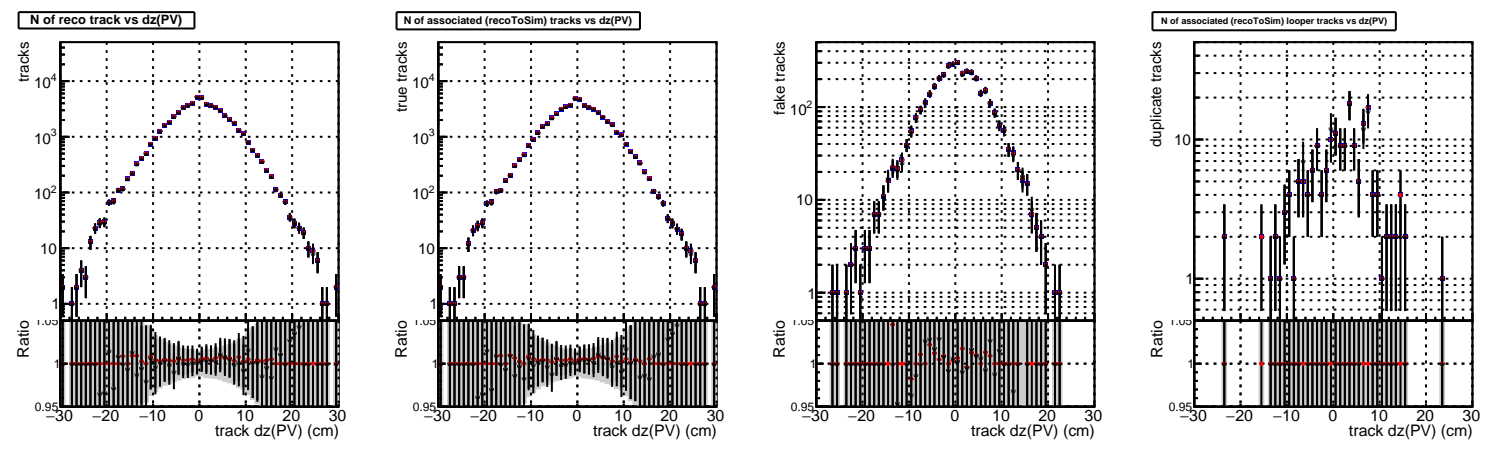 N of reco track vs dz(PV)
tracks
10⁴
10³
10²
10
1
Ratio
1.05
1
0.95
−30 −20 −10 0 10 20 30
track dz(PV) (cm)
N of associated (recoToSim) tracks vs dz(PV)
true tracks
10⁴
10³
10²
10
1
Ratio
1.05
1
0.95
−30 −20 −10 0 10 20 30
track dz(PV) (cm)
fake tracks
10²
10
1
Ratio
1.05
1
0.95
−30 −20 −10 0 10 20 30
track dz(PV) (cm)
N of associated (recoToSim) looper tracks vs dz(PV)
duplicate tracks
10
1
Ratio
1.05
1
0.95
−30 −20 −10 0 10 20 30
track dz(PV) (cm)